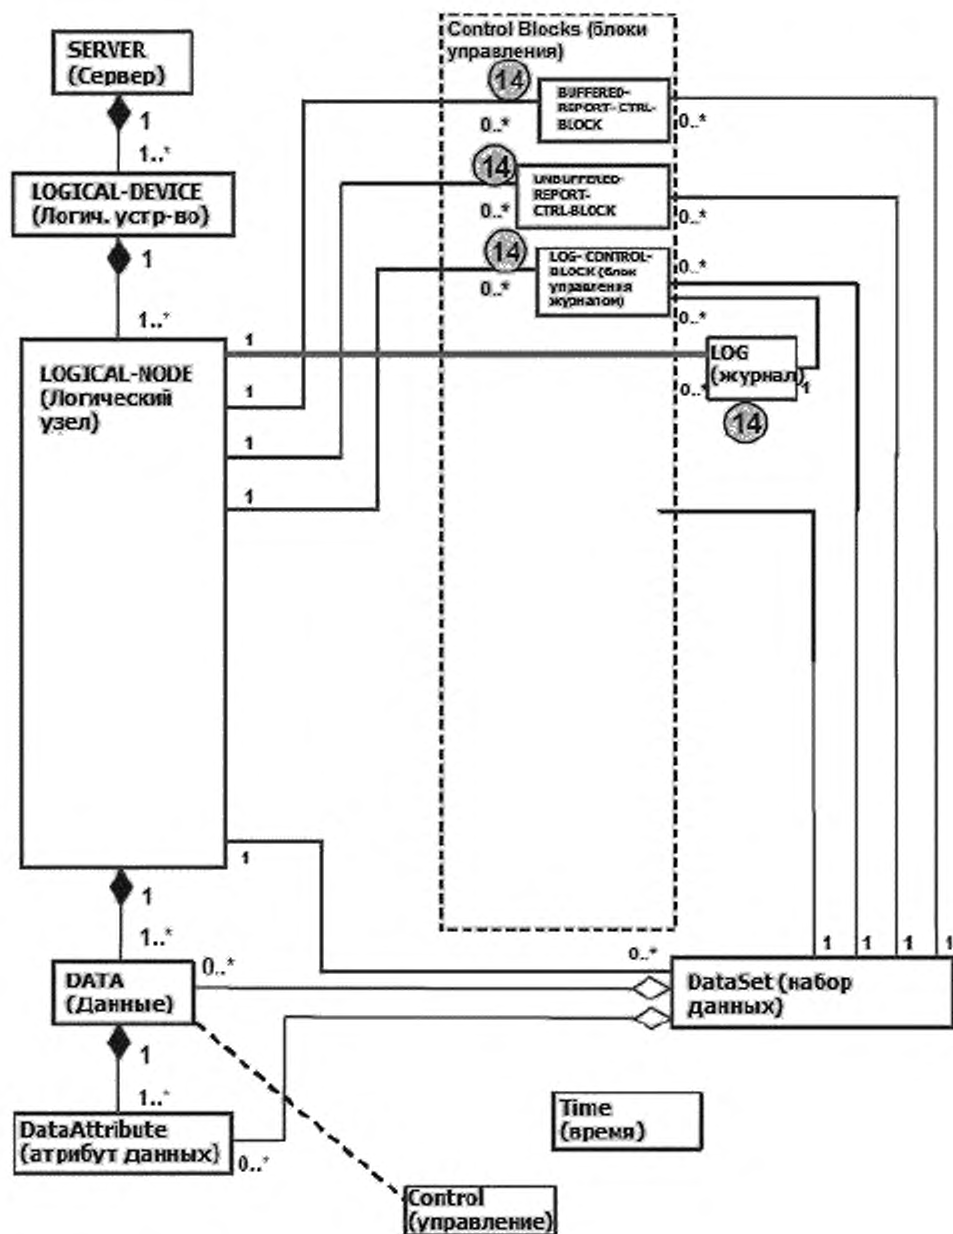 Control Blocks (блоки
управления)
SERVER
(Сервер)
1
1..*
LOGICAL-DEVICE
(Логич. устр-во)
1
1..*
14
BUFFERED-
REPORT- CTRL-
BLOCK
0..*
0..*
14
UNBUFFERED-
REPORT-
CTRL-BLOCK
0..*
0..*
14
LOG- CONTROL-
BLOCK (блок
управления
журналом)
0..*
0..*
0..*
LOGICAL-NODE
(Логический
узел)
1
1
1
1
LOG
(журнал)
0..*
1
14
1
1
1..*
0..*
1
1
1
1
DATA
(Данные)
0..*
DataSet (набор
данных)
1
1..*
DataAttribute
(атрибут данных)
0..*
Time
(время)
Control
(управление)